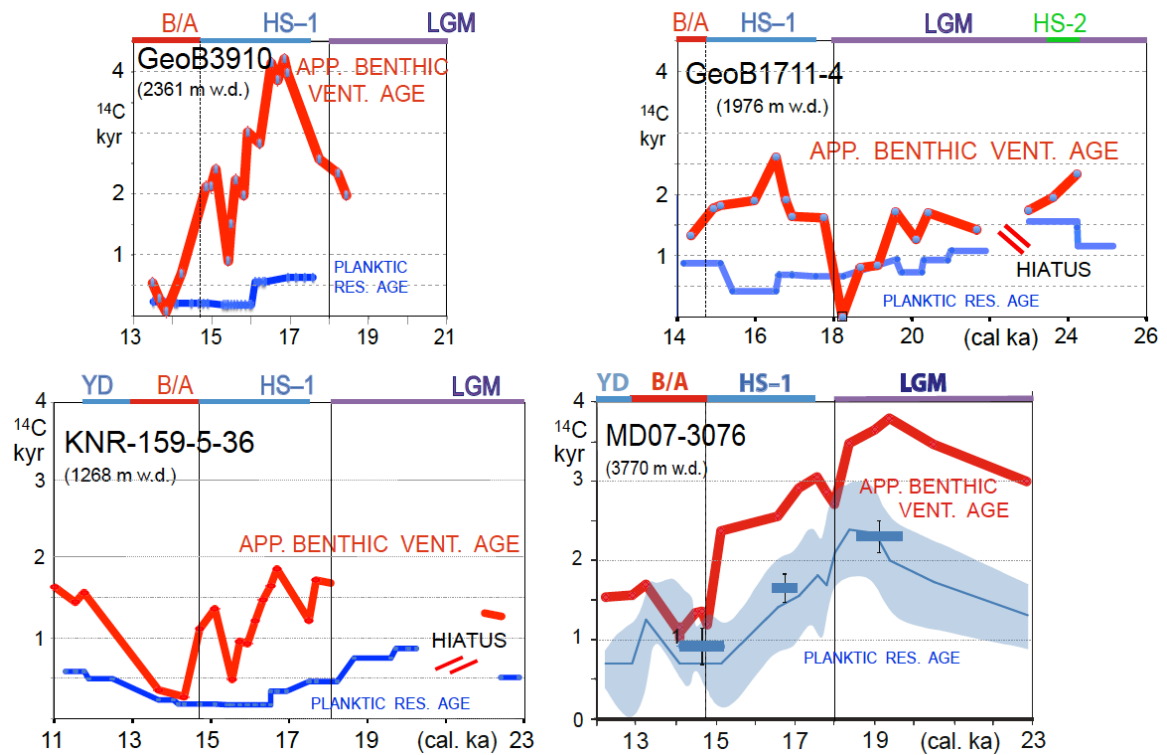 B/A HS–1 LGM
GeoB3910
(2361 m w.d.)
APP. BENTHIC
VENT. AGE
4
14C
kyr
2
1
PLANKTIC
RES. AGE
13 15 17 19 21
B/A HS–1 LGM HS-2
GeoB1711-4
(1976 m w.d.)
4
14C
kyr
APP. BENTHIC VENT. AGE
2
1
HIATUS
PLANKTIC RES. AGE
14 16 18 20 22 (cal ka) 24 26
YD B/A HS–1 LGM
4
14C
kyr
KNR-159-5-36
(1268 m w.d.)
3
2
APP. BENTHIC VENT. AGE
1
HIATUS
PLANKTIC RES. AGE
11 13 15 17 19 (cal. ka) 23
YD B/A HS–1 LGM
4
14C
kyr
MD07-3076
(3770 m w.d.)
3
APP. BENTHIC
VENT. AGE
2
1
1
PLANKTIC RES. AGE
0
13 15 17 19 (cal. ka) 23